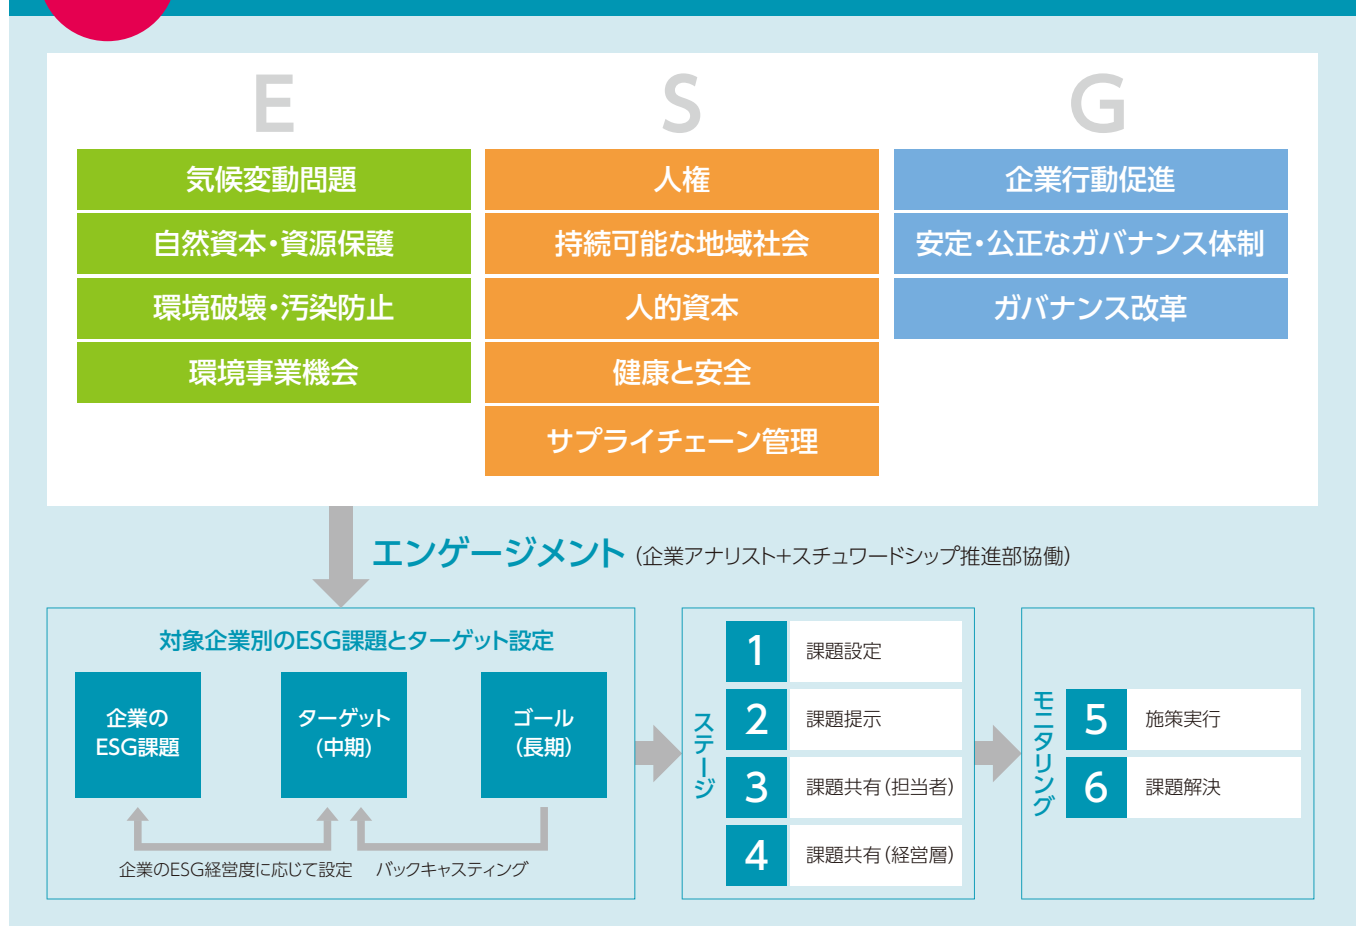 E
気候変動問題
自然資本・資源保護
環境破壊・汚染防止
環境事業機会
S
人権
持続可能な地域社会
人的資本
健康と安全
サプライチェーン管理
G
企業行動促進
安定・公正なガバナンス体制
ガバナンス改革
エンゲージメント（企業アナリスト+スチュワードシップ推進部協働）
対象企業別のESG課題とターゲット設定
企業の
ESG課題
ターゲット
（中期）
ゴール
（長期）
企業のESG経営度に応じて設定
バックキャスティング
ステージ
1 課題設定
2 課題提示
3 課題共有（担当者）
4 課題共有（経営層）
モニタリング
5 施策実行
6 課題解決